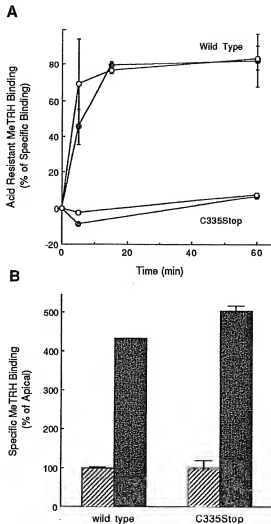 A
Acid Resistant MeTRH Binding
(% of Specific Binding)
80
60
40
20
0
-20
Wild Type
C335Stop
0
20
40
60
Time (min)
B
Specific MeTRH Binding
(% of Apical)
500
400
300
200
100
0
wild type
C335Stop